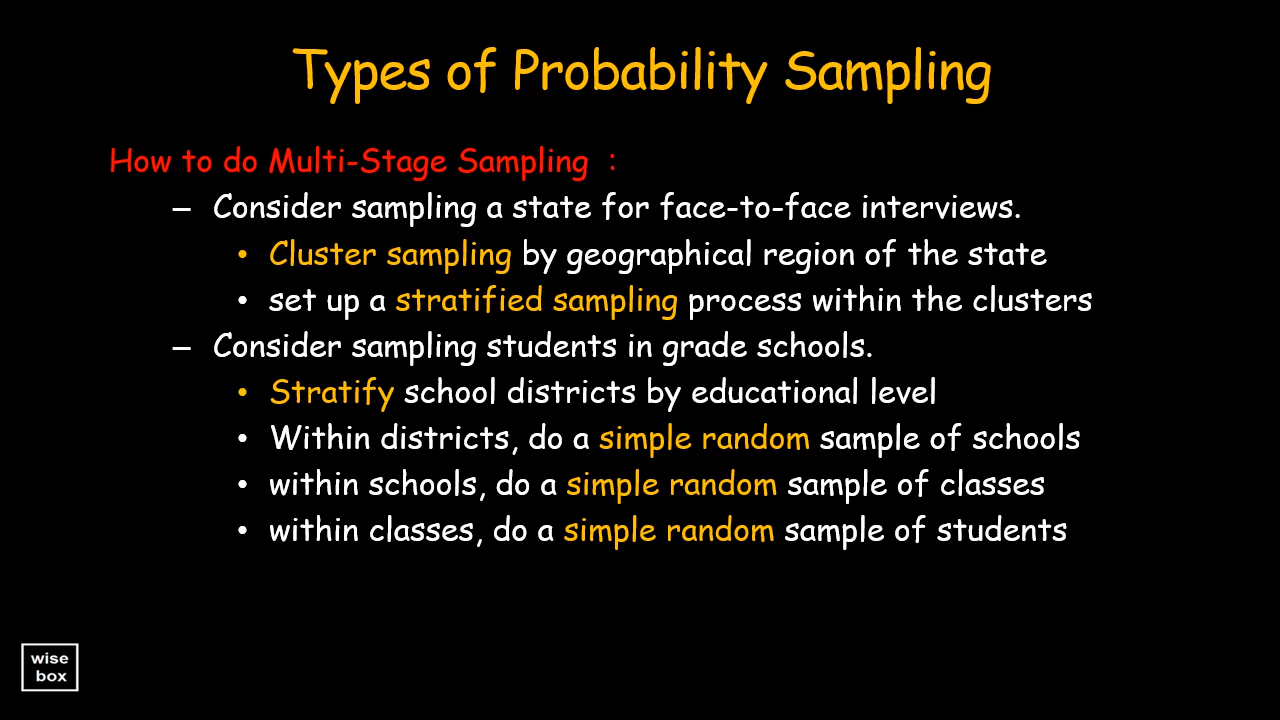 Types of Probability Sampling
How to do Multi-Stage Sampling :
– Consider sampling a state for face-to-face interviews.
• Cluster sampling by geographical region of the state
• set up a stratified sampling process within the clusters
– Consider sampling students in grade schools.
• Stratify school districts by educational level
• Within districts, do a simple random sample of schools
• within schools, do a simple random sample of classes
• within classes, do a simple random sample of students
wise
box